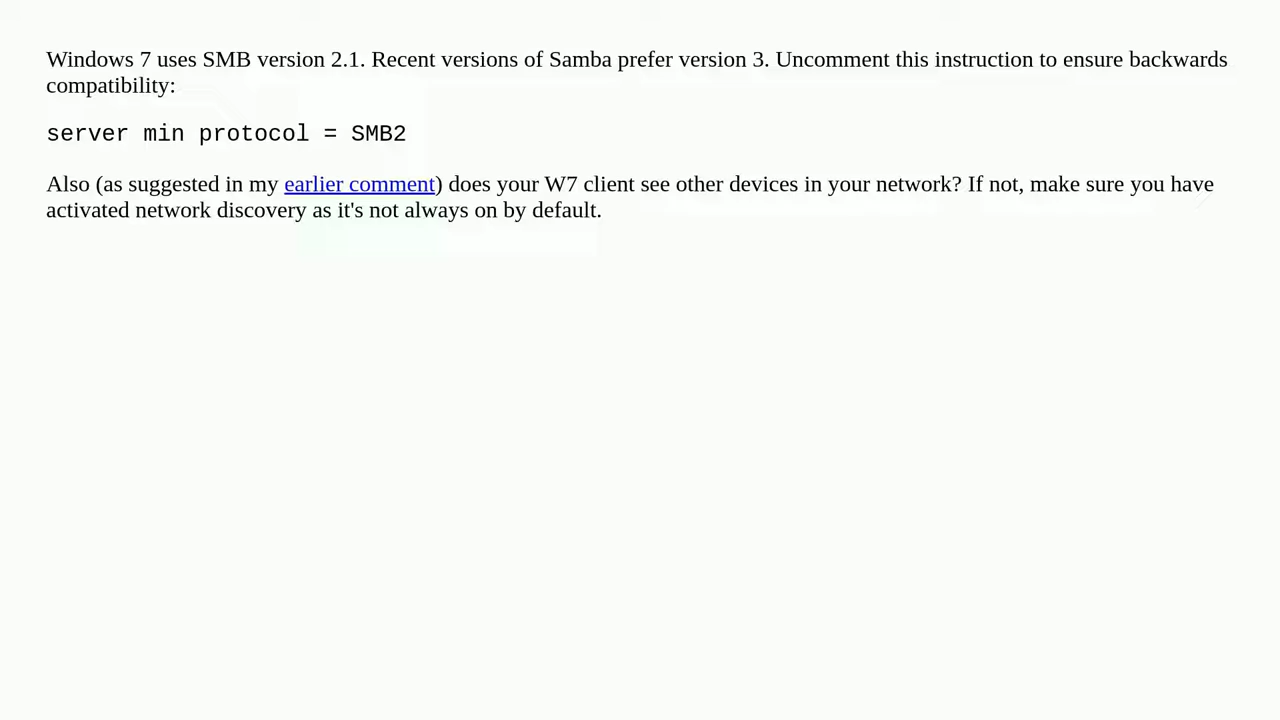 Windows 7 uses SMB version 2.1. Recent versions of Samba prefer version 3. Uncomment this instruction to ensure backwards
compatibility:
server min protocol = SMB2
Also (as suggested in my earlier comment) does your W7 client see other devices in your network? If not, make sure you have
activated network discovery as it's not always on by default.